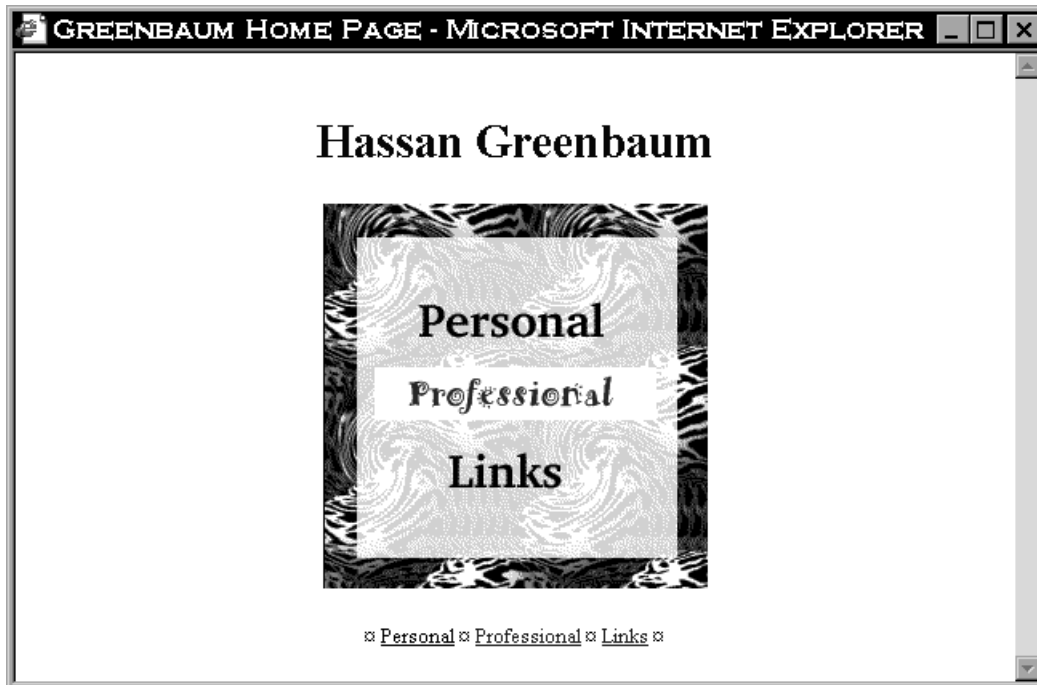 Greenbaum Home Page - Microsoft Internet Explorer
Hassan Greenbaum
Personal
Professional
Links
¤ Personal ¤ Professional ¤ Links ¤